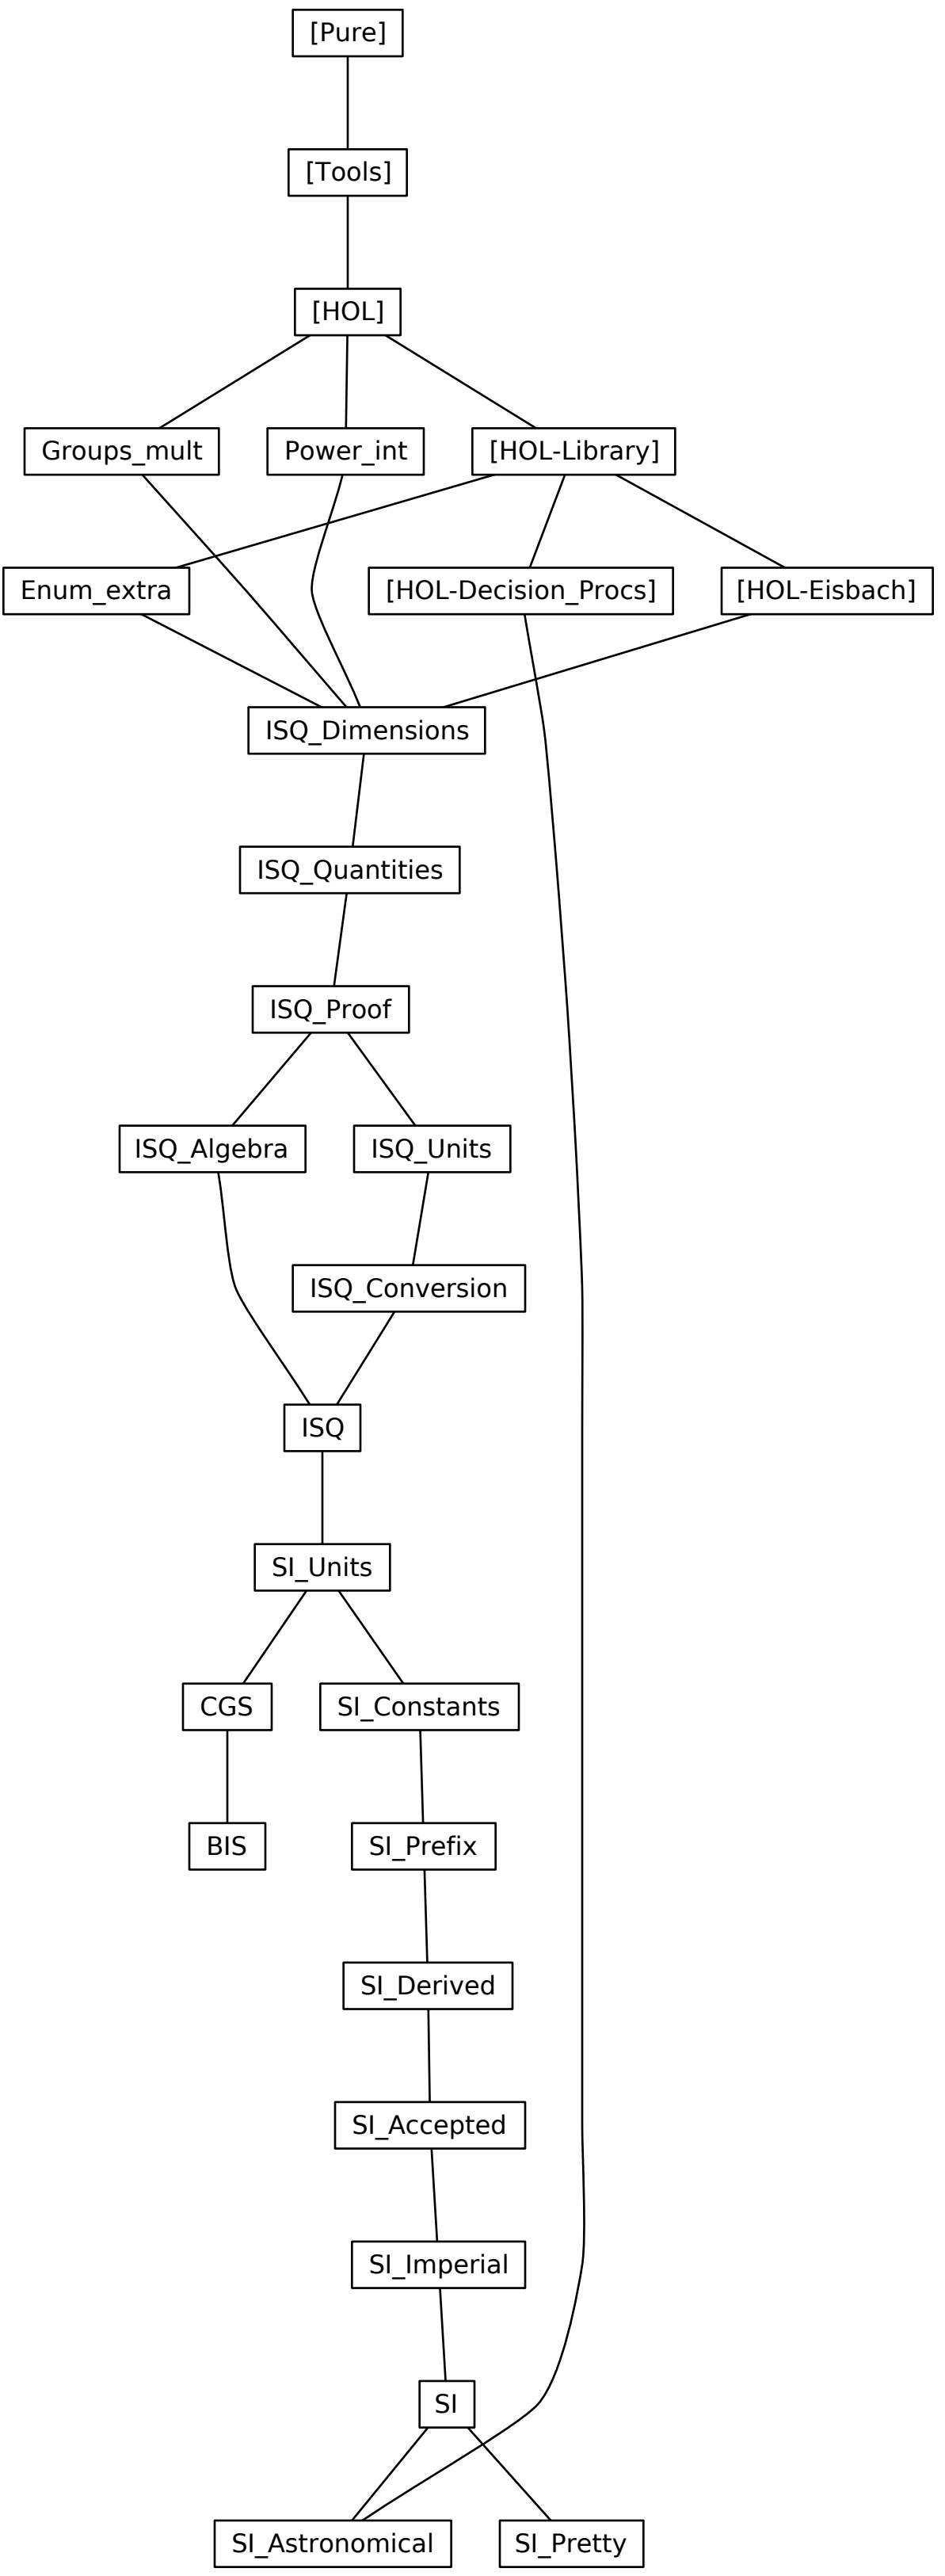 [Pure]
[Tools]
[HOL]
Groups_mult
Power_int
[HOL-Library]
Enum_extra
[HOL-Decision_Procs]
[HOL-Eisbach]
ISQ_Dimensions
ISQ_Quantities
ISQ_Proof
ISQ_Algebra
ISQ_Units
ISQ_Conversion
ISQ
SI_Units
CGS
SI_Constants
BIS
SI_Prefix
SI_Derived
SI_Accepted
SI_Imperial
SI
SI_Astronomical
SI_Pretty